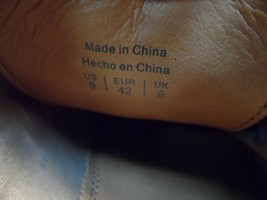 Made in China
Hecho en China
US EUR UK
9 42 8